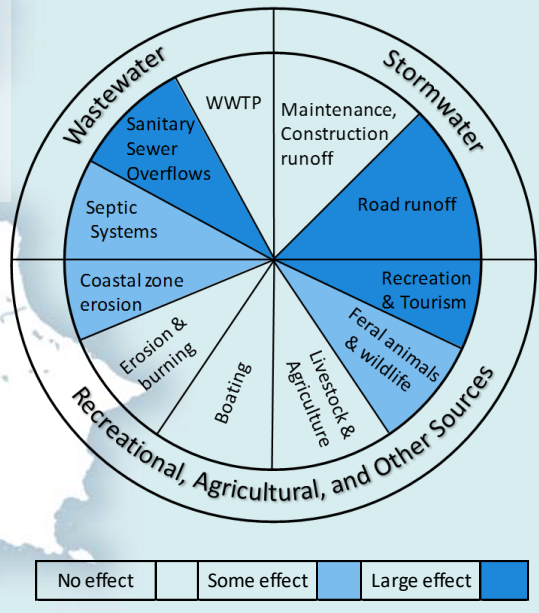 Wastewater
Stormwater
WWTP
Sanitary
Sewer
Overflows
Septic
Systems
Maintenance,
Construction
runoff
Road runoff
Coastal zone
erosion
Erosion &
burning
Boating
Livestock &
Agriculture
Feral animals
& wildlife
Recreation
& Tourism
Recreational, Agricultural, and Other Sources
No effect
Some effect
Large effect